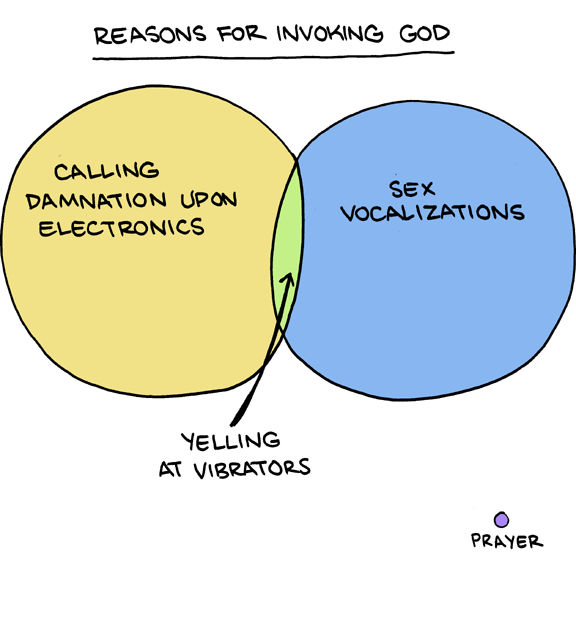 REASONS FOR INVOKING GOD
CALLING
DAMNATION UPON
ELECTRONICS
SEX
VOCALIZATIONS
YELLING
AT VIBRATORS
PRAYER